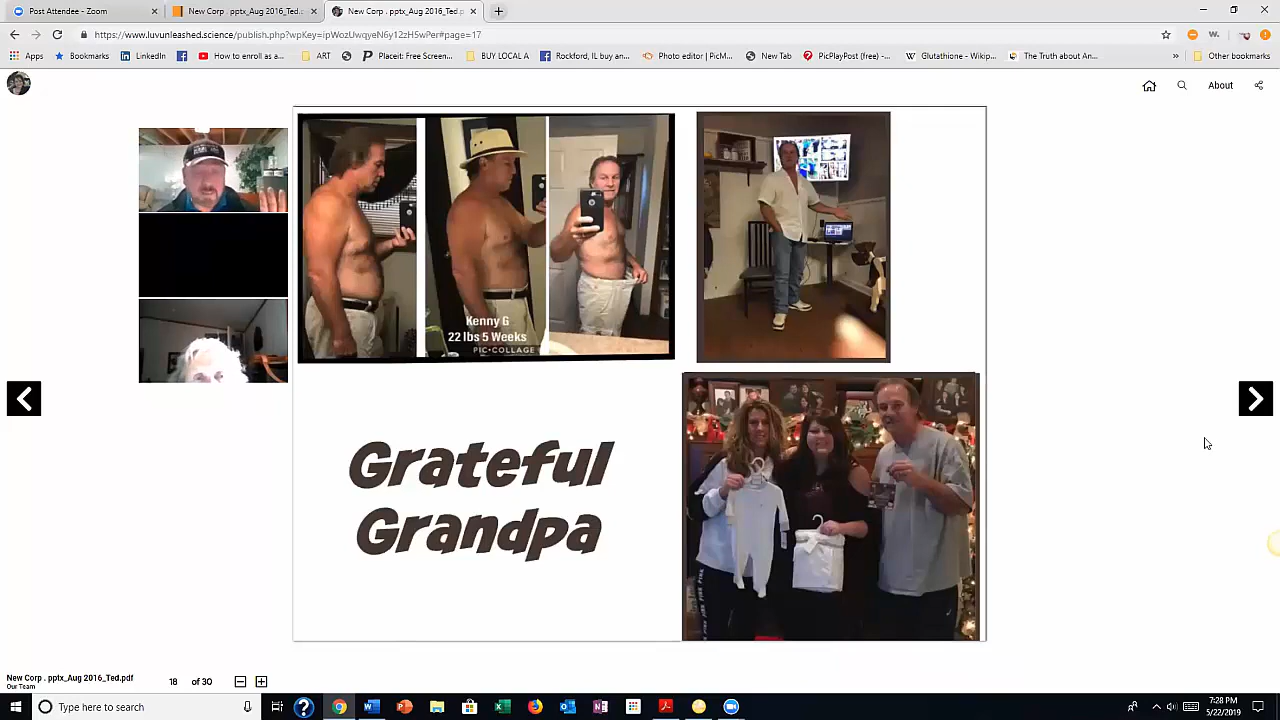 Post Attendee - Zoom
New Corp . pptx_Aug 2016_Ted.pdf
New Corp . pptx_Aug 2016_Ted.pd
https://www.luvunleashed.science/publish.php?wpKey=ipWozUwqyeN6y12zH5wPer#page=17
Apps
Bookmarks
LinkedIn
How to enroll as a...
ART
Placeit: Free Screen...
BUY LOCAL A
Rockford, IL buy an...
Photo editor | PicM...
New Tab
PicPlayPost (free) -...
Glutathione - Wikip...
The Truth about An...
»
Other bookmarks
About
Kenny G
22 lbs 5 Weeks
PIC•COLLAGE
Grateful
Grandpa
New Corp . pptx_Aug 2016_Ted.pdf
Our Team
18 of 30
Type here to search
7:28 PM
5/22/2019